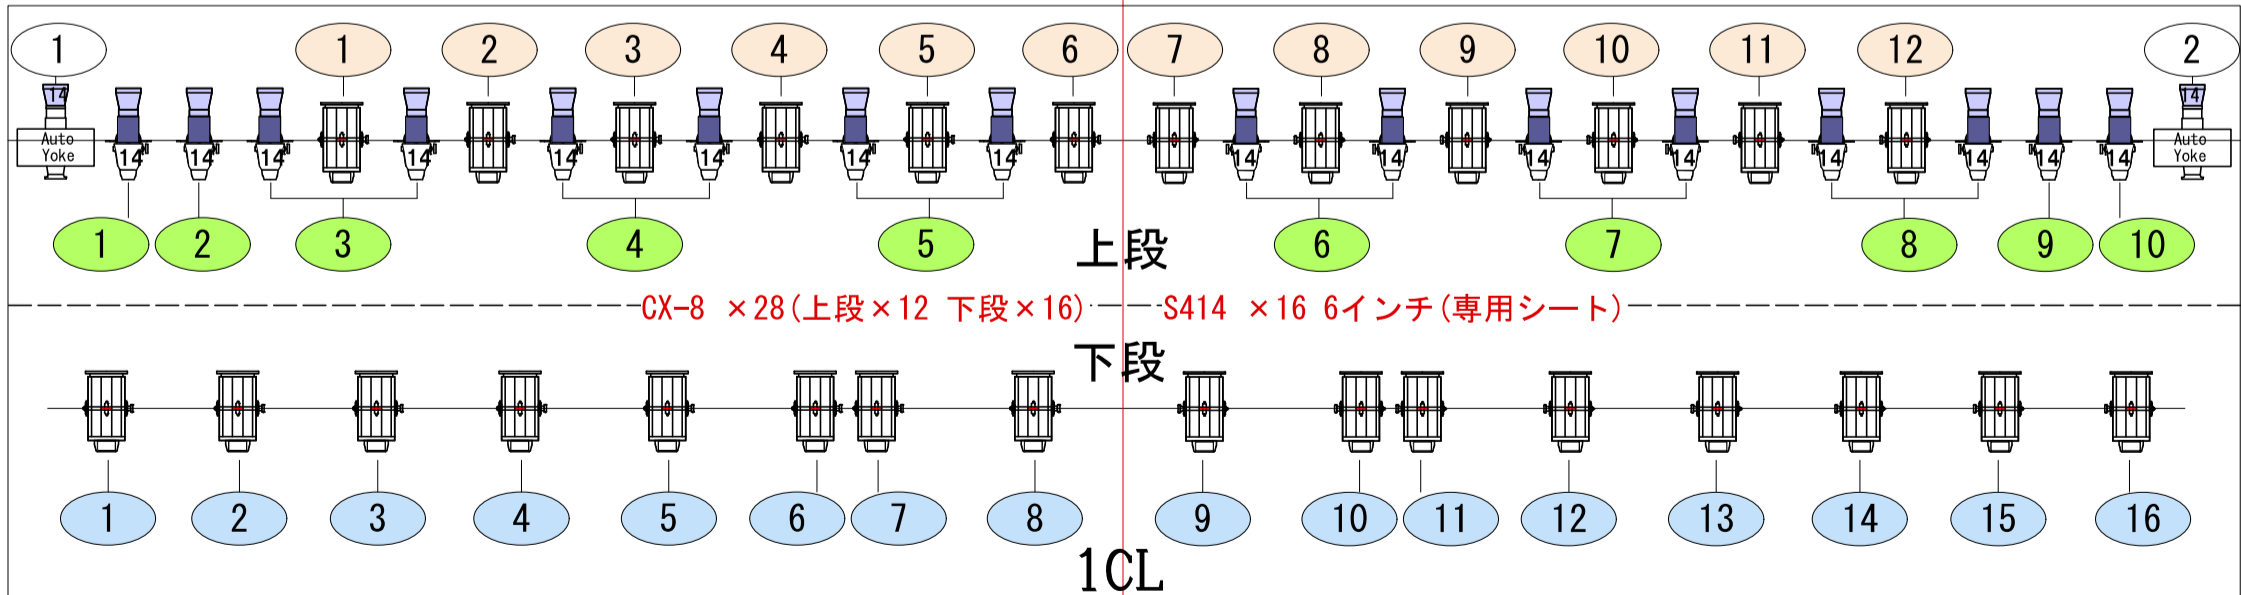 1 1 2 3 4 5 6 7 8 9 10 11 12 2
14 14
Auto Yoke Auto Yoke
14 14 14 14 14 14 14 14 14 14 14 14 14 14 14 14
1 2 3 4 5 6 7 8 9 10
上段
CX-8 ×28(上段×12 下段×16) S414 ×16 6インチ(専用シート)
下段
1 2 3 4 5 6 7 8 9 10 11 12 13 14 15 16
1CL